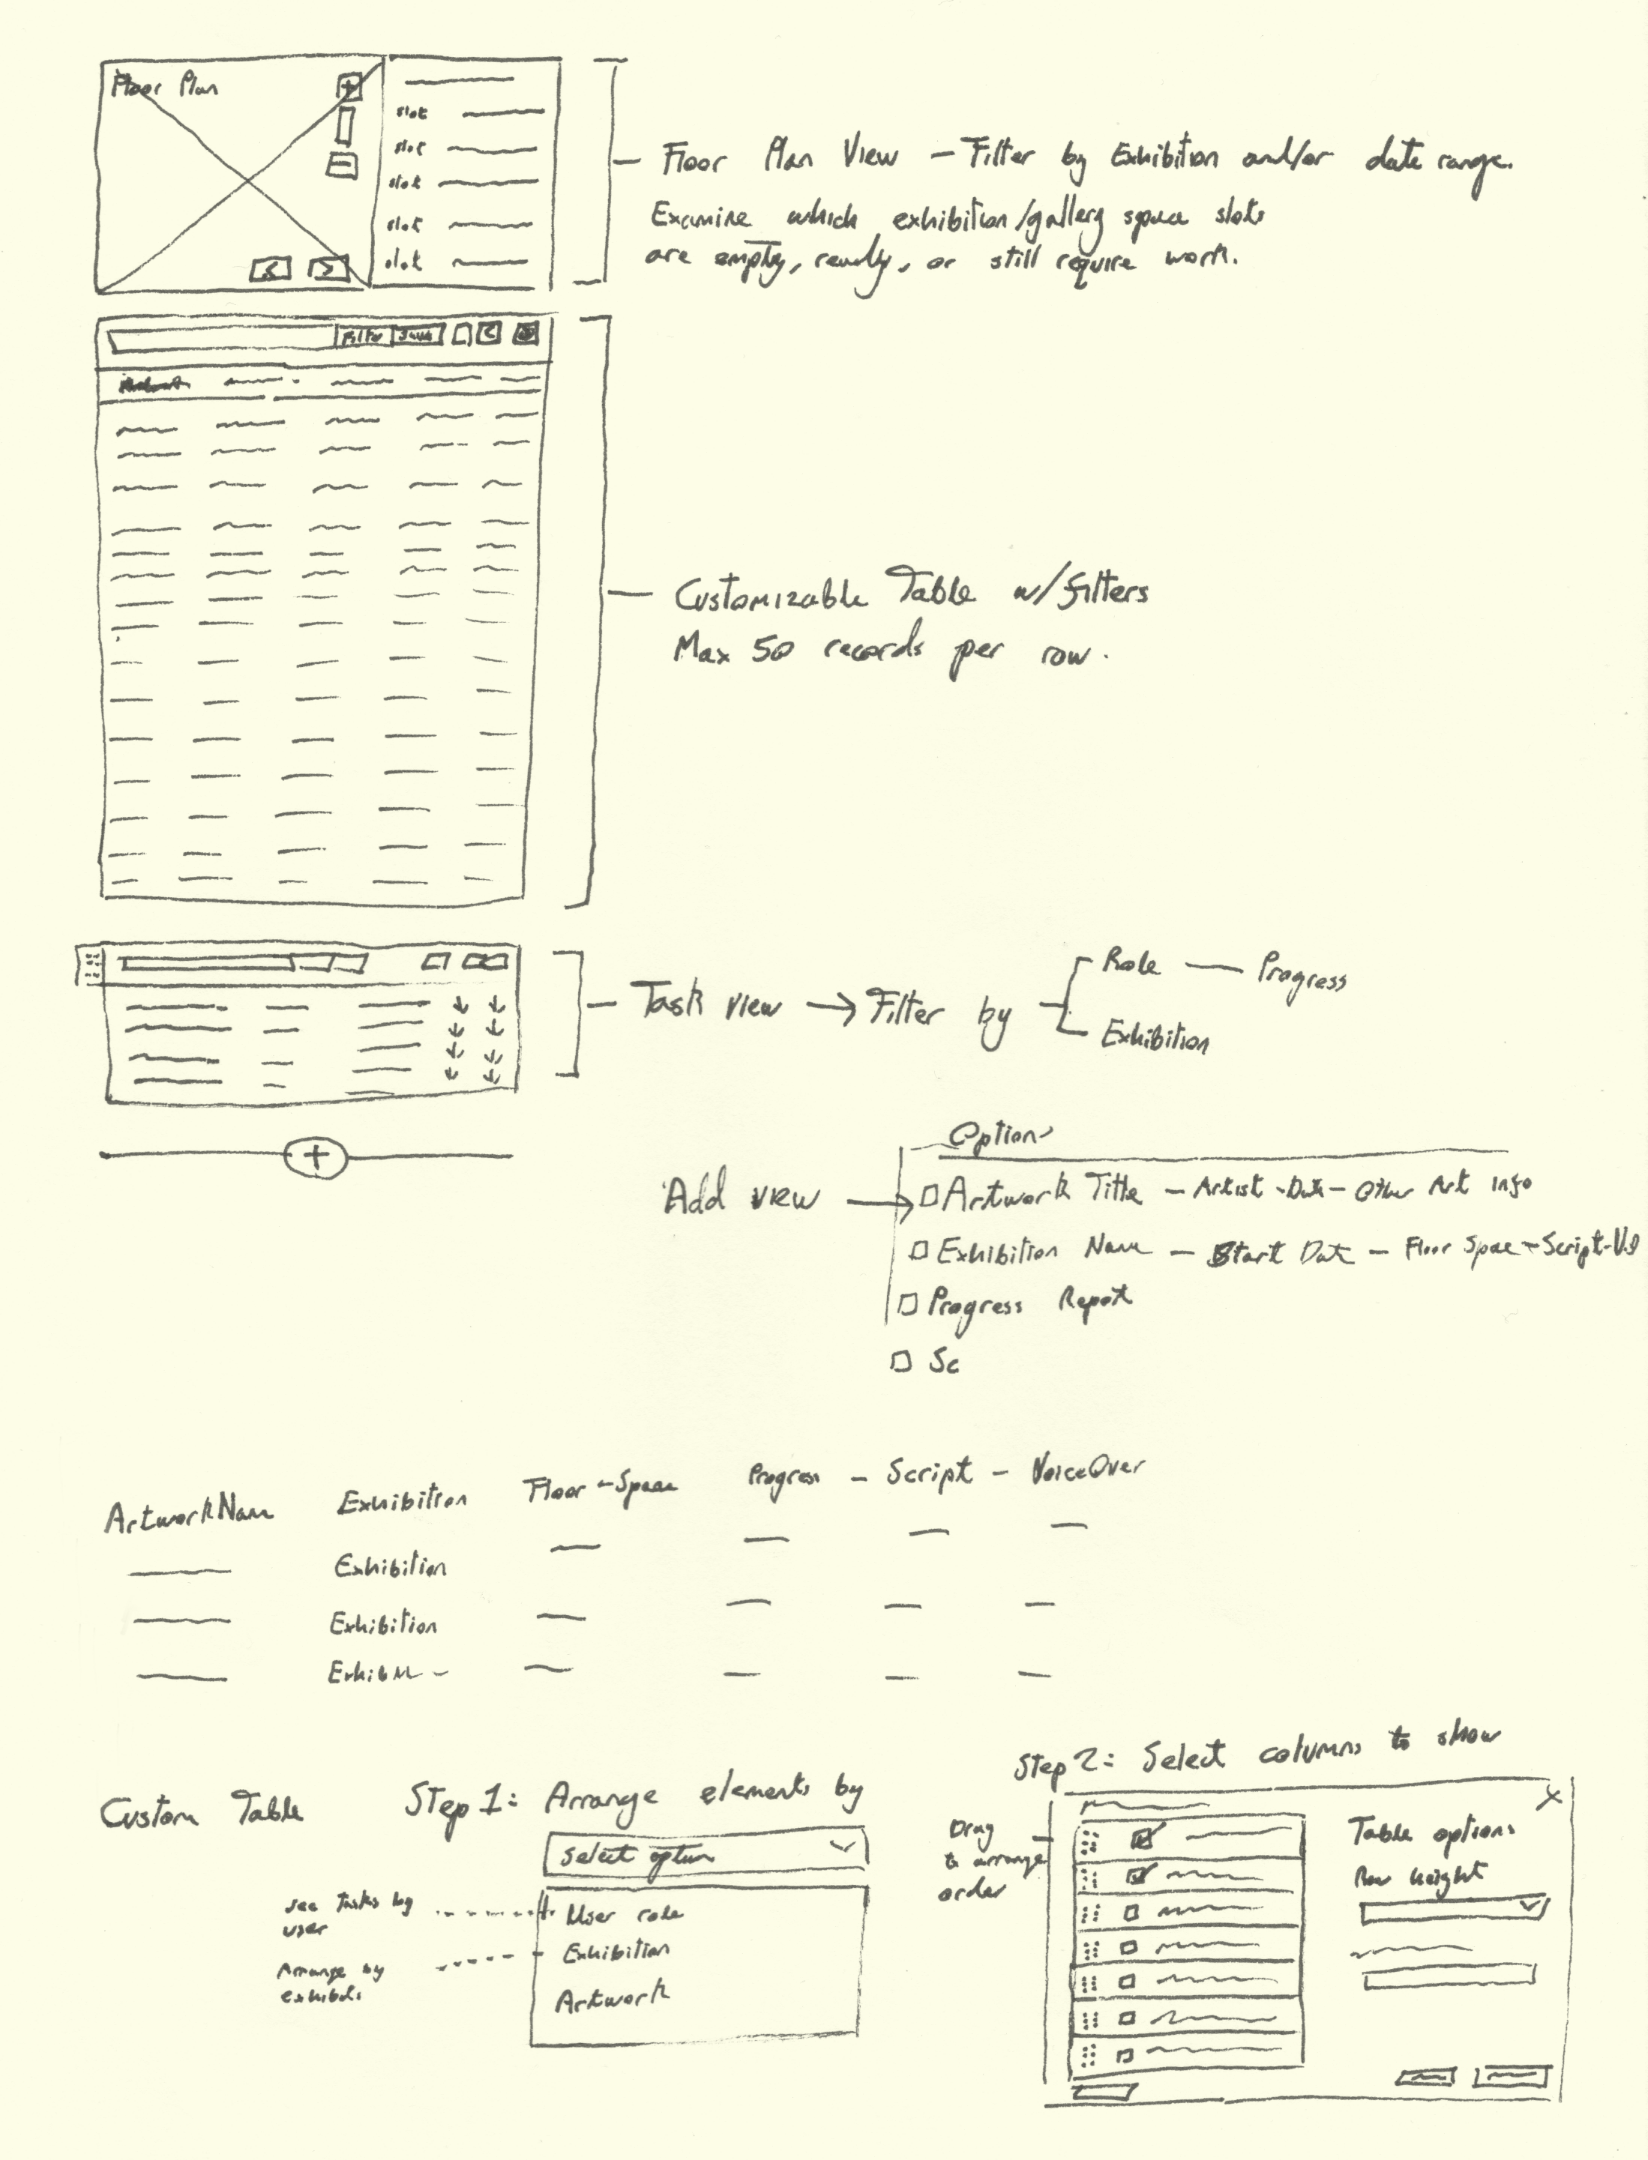 Floor Plan
+
slot
slot
slot
slot
slot
−
< >
Floor Plan View – Filter by Exhibition and/or date range.
Examine which exhibition/gallery space slots
are empty, ready, or still require work.
Filter Save
Customizable Table w/filters
Max 50 records per row.
Task view → Filter by
Role — Progress
Exhibition
+
Add view →
Options
Artwork Title – Artist - Date – Other Art Info
Exhibition Name – Start Date – Floor Space – Script-V.O
Progress Report
Sc
Artwork Name Exhibition Floor - Space Progress – Script – VoiceOver
Exhibition
Exhibition
Custom Table
Step 1: Arrange elements by
Select option
User role
Exhibition
Artwork
see tasks by
user
Arrange by
Step 2: Select columns to show
X
Drag
to arrange
order
Table options
Row height